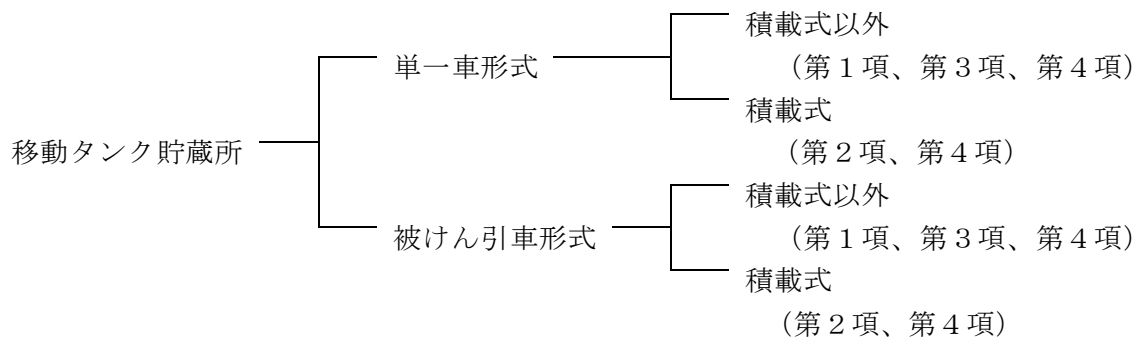 移動タンク貯蔵所
単一車形式
積載式以外
（第１項、第３項、第４項）
積載式
（第２項、第４項）
被けん引車形式
積載式以外
（第１項、第３項、第４項）
積載式
（第２項、第４項）